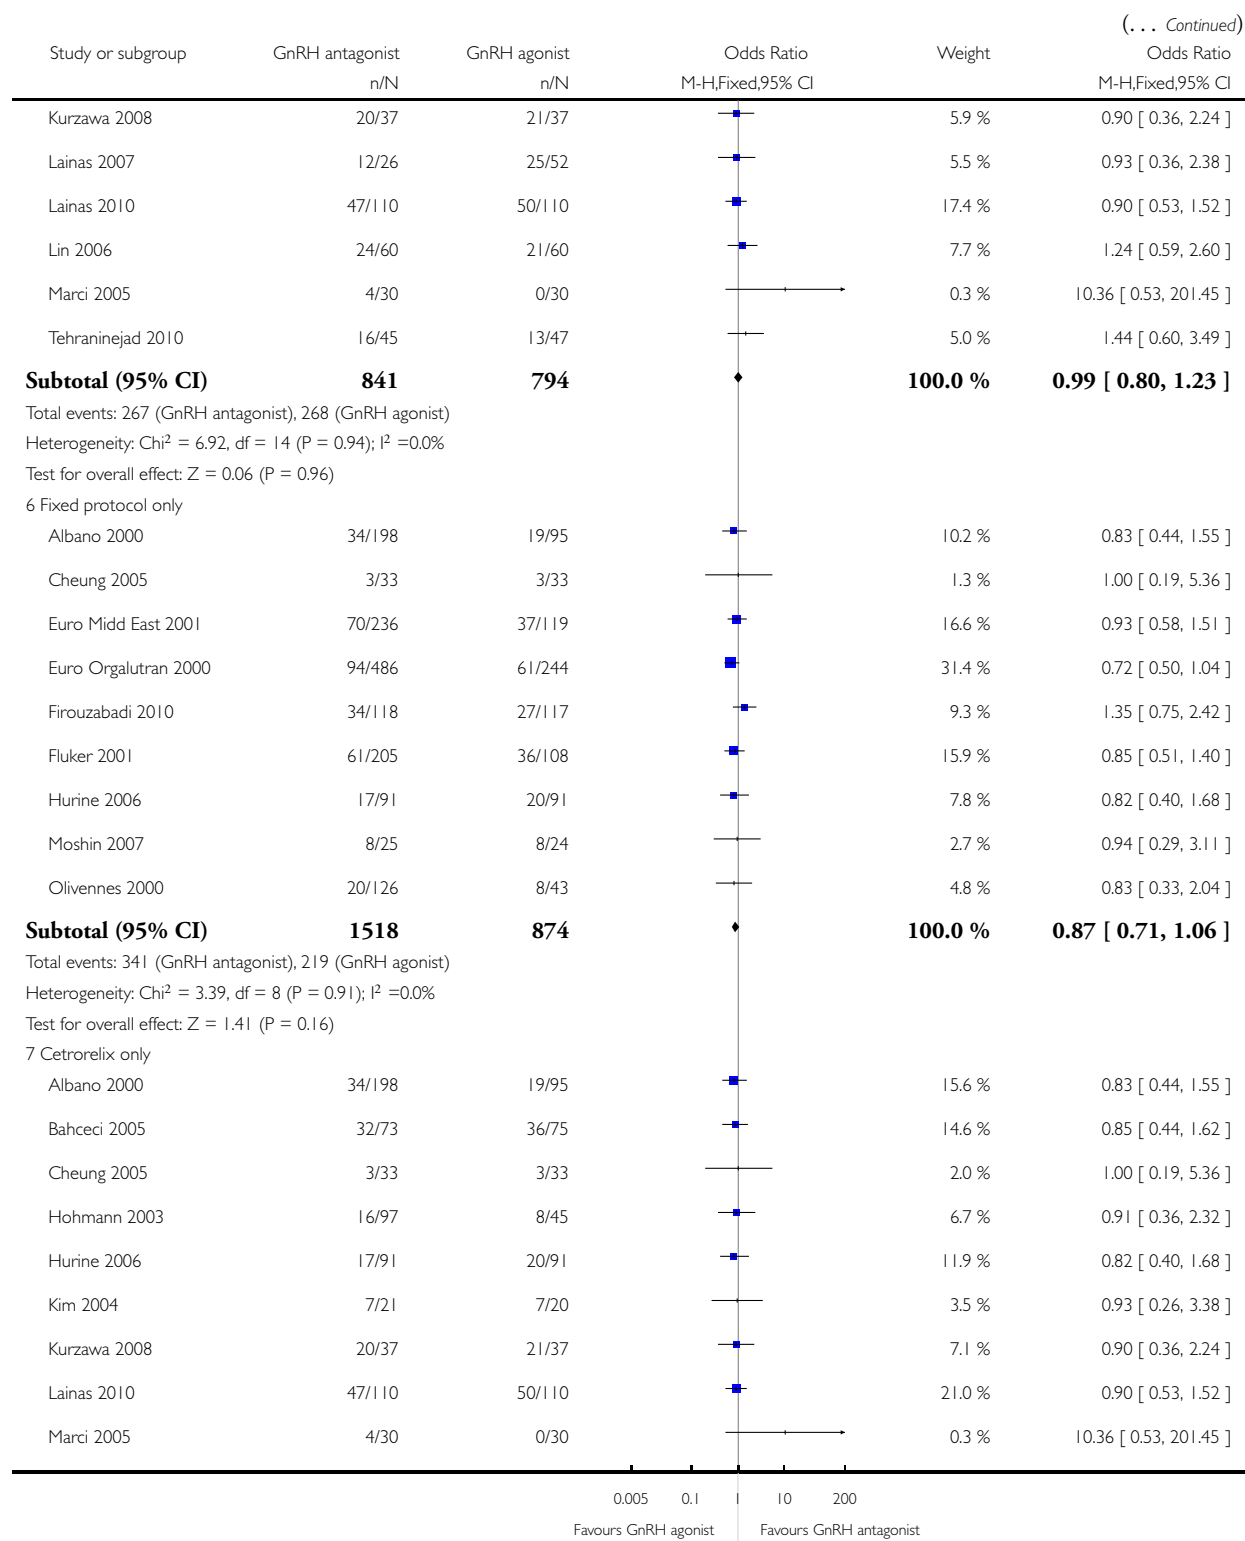 (. . . Continued)
Study or subgroup GnRH antagonist GnRH agonist Odds Ratio Weight Odds Ratio
n/N n/N M-H,Fixed,95% CI M-H,Fixed,95% CI
Kurzawa 2008 20/37 21/37 5.9 % 0.90 [ 0.36, 2.24 ]
Lainas 2007 12/26 25/52 5.5 % 0.93 [ 0.36, 2.38 ]
Lainas 2010 47/110 50/110 17.4 % 0.90 [ 0.53, 1.52 ]
Lin 2006 24/60 21/60 7.7 % 1.24 [ 0.59, 2.60 ]
Marci 2005 4/30 0/30 0.3 % 10.36 [ 0.53, 201.45 ]
Tehraninejad 2010 16/45 13/47 5.0 % 1.44 [ 0.60, 3.49 ]
Subtotal (95% CI) 841 794 100.0 % 0.99 [ 0.80, 1.23 ]
Total events: 267 (GnRH antagonist), 268 (GnRH agonist)
Heterogeneity: Chi² = 6.92, df = 14 (P = 0.94); I² =0.0%
Test for overall effect: Z = 0.06 (P = 0.96)
6 Fixed protocol only
Albano 2000 34/198 19/95 10.2 % 0.83 [ 0.44, 1.55 ]
Cheung 2005 3/33 3/33 1.3 % 1.00 [ 0.19, 5.36 ]
Euro Midd East 2001 70/236 37/119 16.6 % 0.93 [ 0.58, 1.51 ]
Euro Orgalutran 2000 94/486 61/244 31.4 % 0.72 [ 0.50, 1.04 ]
Firouzabadi 2010 34/118 27/117 9.3 % 1.35 [ 0.75, 2.42 ]
Fluker 2001 61/205 36/108 15.9 % 0.85 [ 0.51, 1.40 ]
Hurine 2006 17/91 20/91 7.8 % 0.82 [ 0.40, 1.68 ]
Moshin 2007 8/25 8/24 2.7 % 0.94 [ 0.29, 3.11 ]
Olivennes 2000 20/126 8/43 4.8 % 0.83 [ 0.33, 2.04 ]
Subtotal (95% CI) 1518 874 100.0 % 0.87 [ 0.71, 1.06 ]
Total events: 341 (GnRH antagonist), 219 (GnRH agonist)
Heterogeneity: Chi² = 3.39, df = 8 (P = 0.91); I² =0.0%
Test for overall effect: Z = 1.41 (P = 0.16)
7 Cetrorelix only
Albano 2000 34/198 19/95 15.6 % 0.83 [ 0.44, 1.55 ]
Bahceci 2005 32/73 36/75 14.6 % 0.85 [ 0.44, 1.62 ]
Cheung 2005 3/33 3/33 2.0 % 1.00 [ 0.19, 5.36 ]
Hohmann 2003 16/97 8/45 6.7 % 0.91 [ 0.36, 2.32 ]
Hurine 2006 17/91 20/91 11.9 % 0.82 [ 0.40, 1.68 ]
Kim 2004 7/21 7/20 3.5 % 0.93 [ 0.26, 3.38 ]
Kurzawa 2008 20/37 21/37 7.1 % 0.90 [ 0.36, 2.24 ]
Lainas 2010 47/110 50/110 21.0 % 0.90 [ 0.53, 1.52 ]
Marci 2005 4/30 0/30 0.3 % 10.36 [ 0.53, 201.45 ]
0.005 0.1 1 10 200
Favours GnRH agonist Favours GnRH antagonist